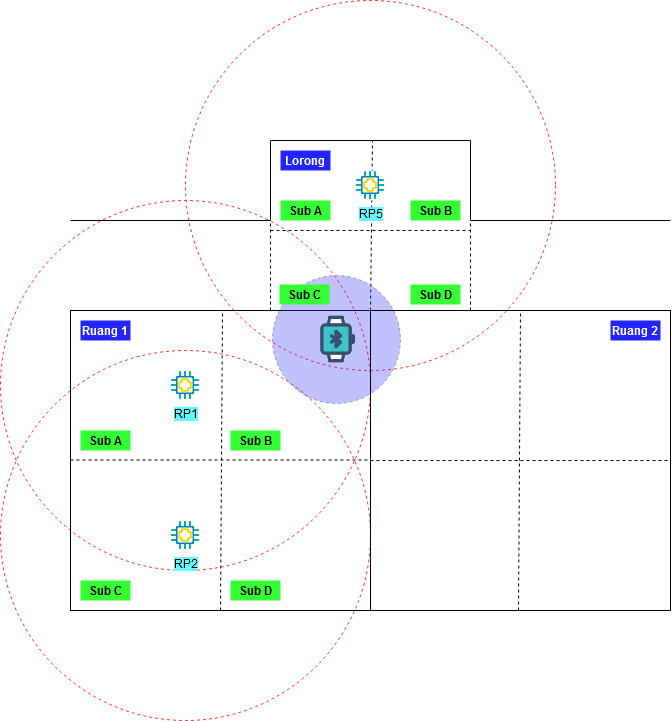 Lorong
Sub A
RP5
Sub B
Sub C
Sub D
Ruang 1
Ruang 2
RP1
Sub A
Sub B
RP2
Sub C
Sub D